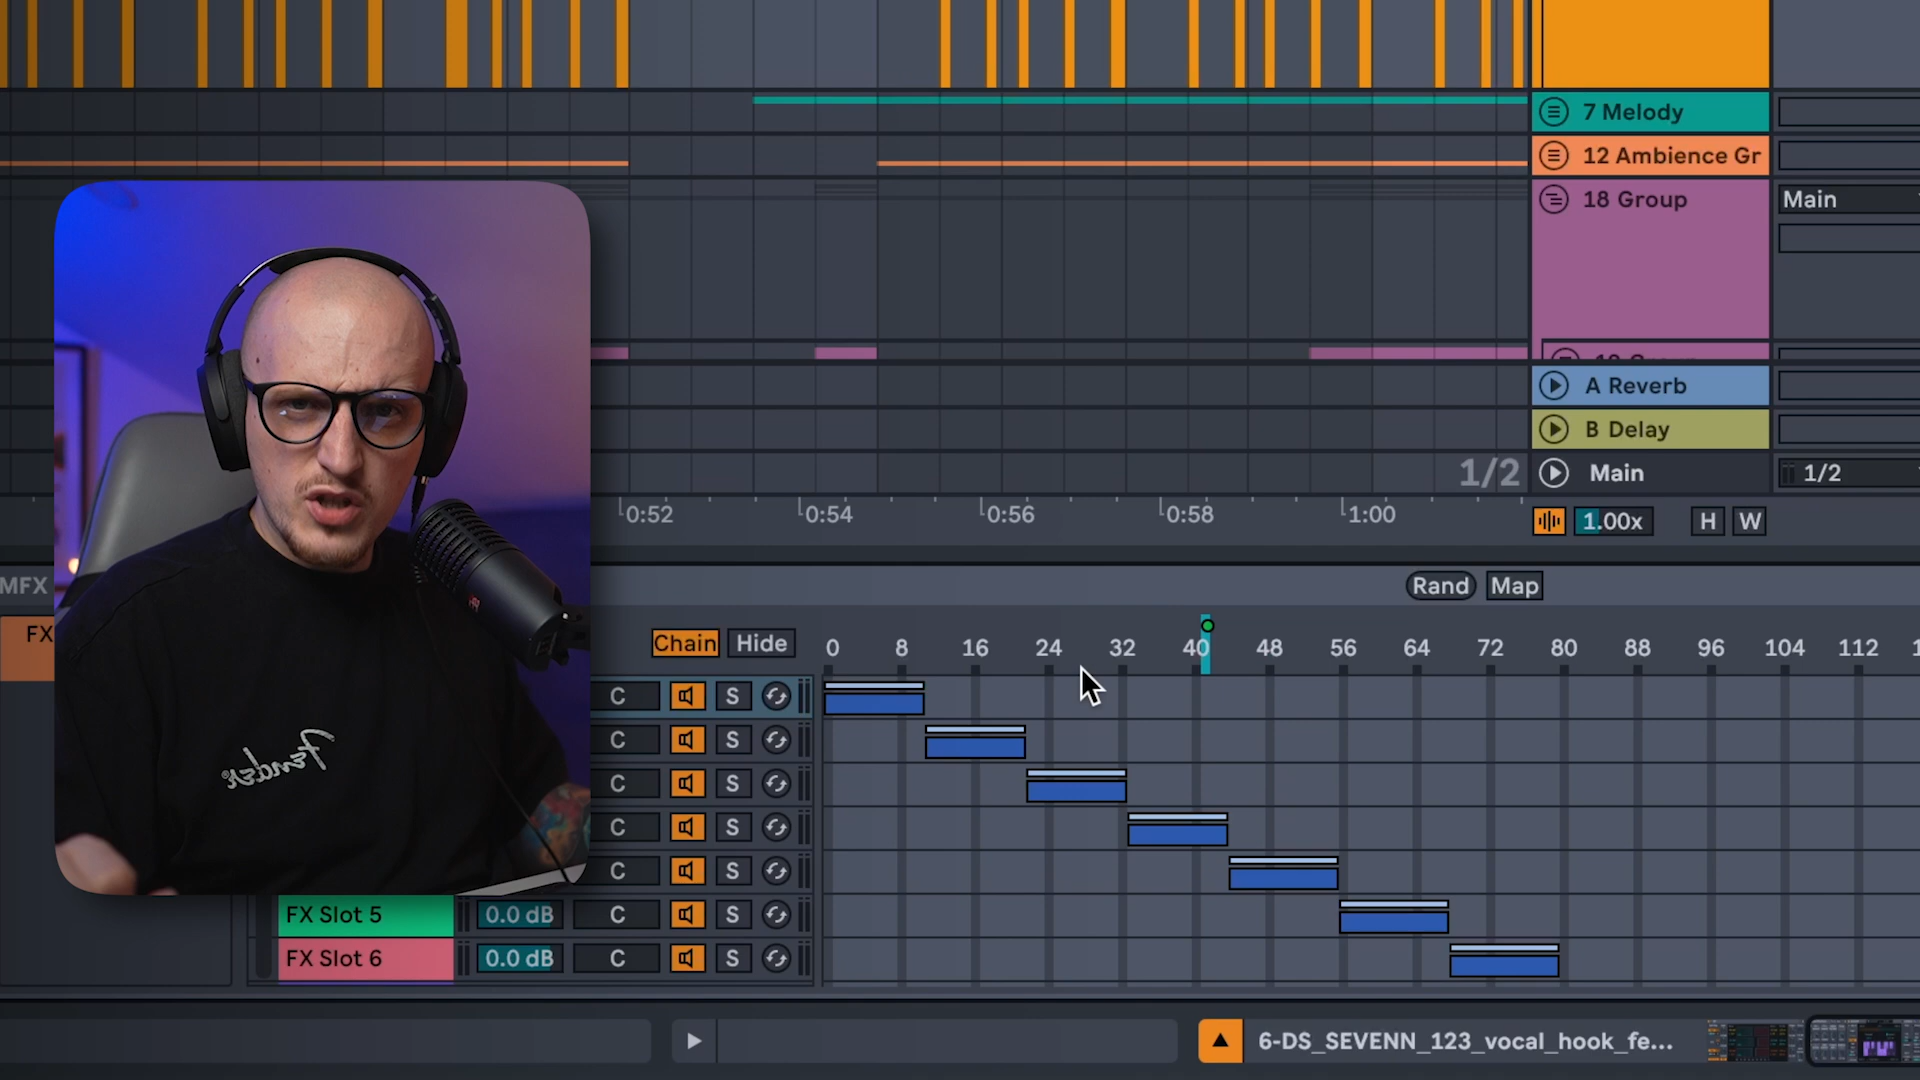 7 Melody
12 Ambience Gr
18 Group
Main
A Reverb
B Delay
1/2
Main
1/2
0:52
0:54
0:56
0:58
1:00
1.00x
H
W
MFX
Rand
Map
FX
Chain
Hide
0
8
16
24
32
40
48
56
64
72
80
88
96
104
112
C
S
C
S
C
S
C
S
C
S
FX Slot 5
0.0 dB
C
S
FX Slot 6
0.0 dB
C
S
Fender
6-DS_SEVENN_123_vocal_hook_fe...